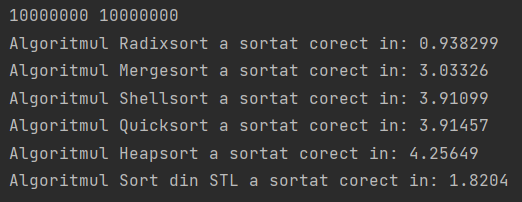 10000000 10000000
Algoritmul Radixsort a sortat corect in: 0.938299
Algoritmul Mergesort a sortat corect in: 3.03326
Algoritmul Shellsort a sortat corect in: 3.91099
Algoritmul Quicksort a sortat corect in: 3.91457
Algoritmul Heapsort a sortat corect in: 4.25649
Algoritmul Sort din STL a sortat corect in: 1.8204